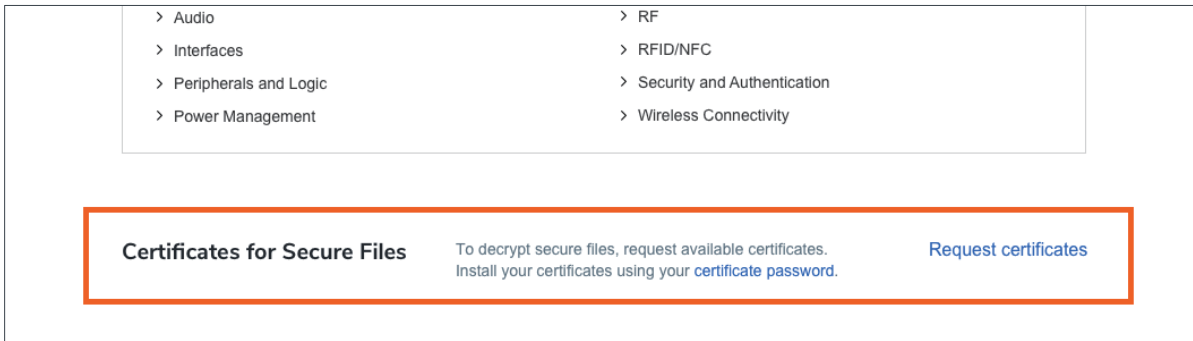 Audio
Interfaces
Peripherals and Logic
Power Management
RF
RFID/NFC
Security and Authentication
Wireless Connectivity
Certificates for Secure Files
To decrypt secure files, request available certificates.
Install your certificates using your certificate password.
Request certificates